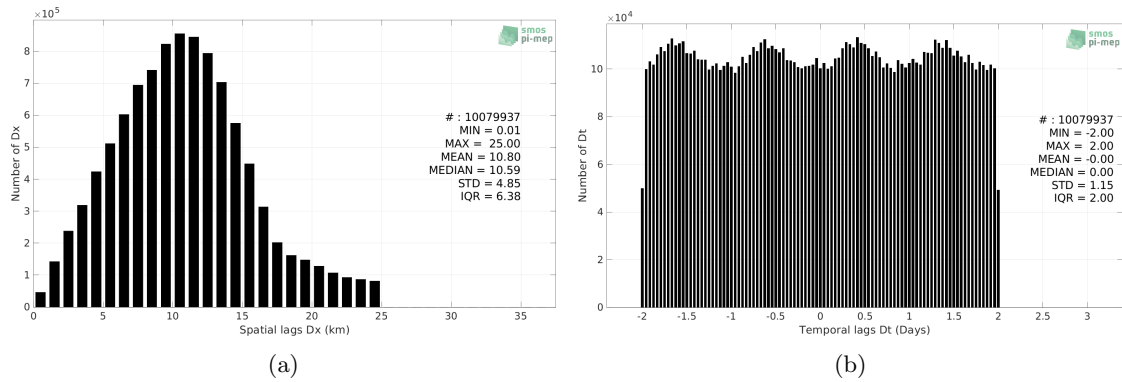 ×10⁵
8
7
6
5
4
3
2
1
0
Number of Dx
0 5 10 15 20 25 30 35
Spatial lags Dx (km)
smos
pi-mep
# : 10079937
MIN = 0.01
MAX = 25.00
MEAN = 10.80
MEDIAN = 10.59
STD = 4.85
IQR = 6.38
(a)
×10⁴
10
8
6
4
2
0
Number of Dt
-2 -1.5 -1 -0.5 0 0.5 1 1.5 2 2.5 3
Temporal lags Dt (Days)
smos
pi-mep
# : 10079937
MIN = -2.00
MAX = 2.00
MEAN = -0.00
MEDIAN = 0.00
STD = 1.15
IQR = 2.00
(b)